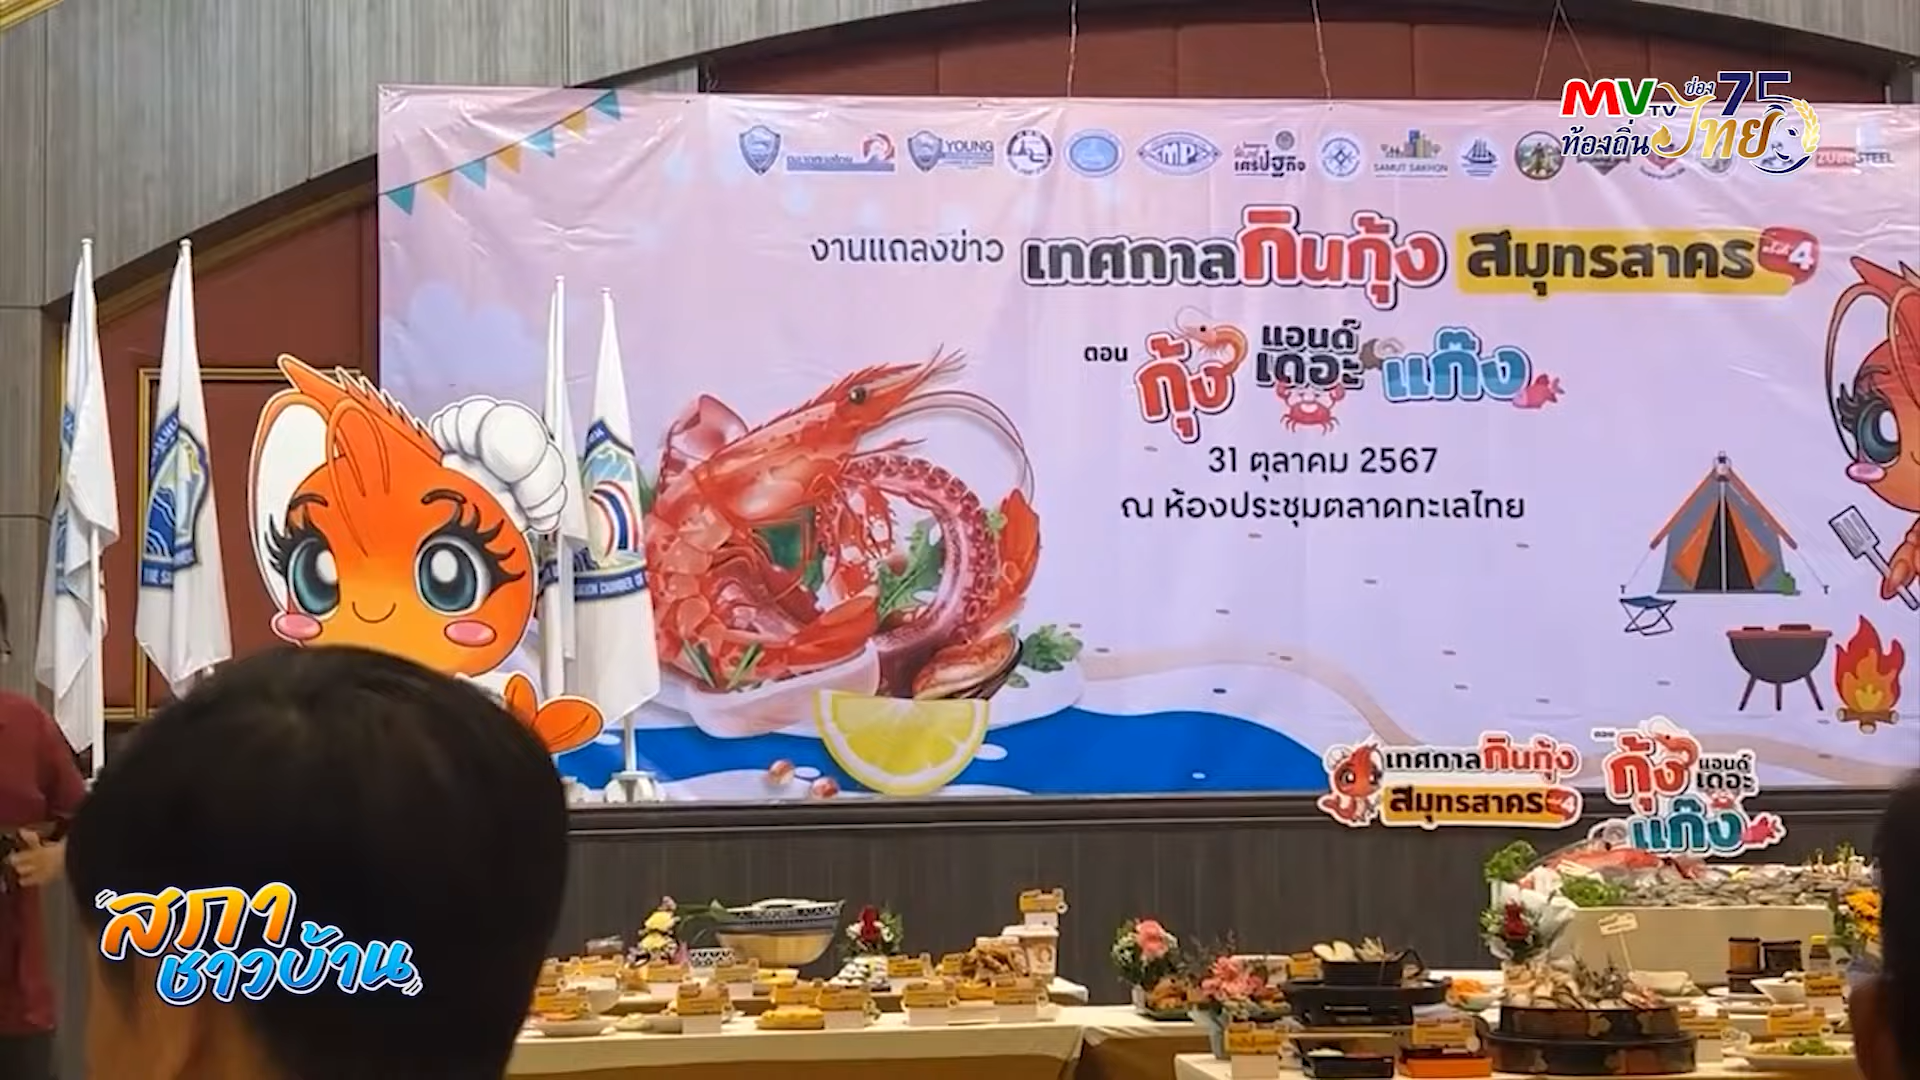 MVTV ช่อง 75
ท้องถิ่นไทย
YOUNG
TMPS
เศรษฐกิจ
SAMUT SAKHON
STEEL
งานแถลงข่าว เทศกาลกินกุ้ง สมุทรสาคร 4
ตอน กุ้ง แอนด์ เดอะ แก๊ง
31 ตุลาคม 2567
ณ ห้องประชุมตลาดทะเลไทย
CHAMBER OF
เทศกาลกินกุ้ง
สมุทรสาคร
ตอน กุ้ง แอนด์ เดอะ
แก๊ง
สภา
ชาวบ้าน